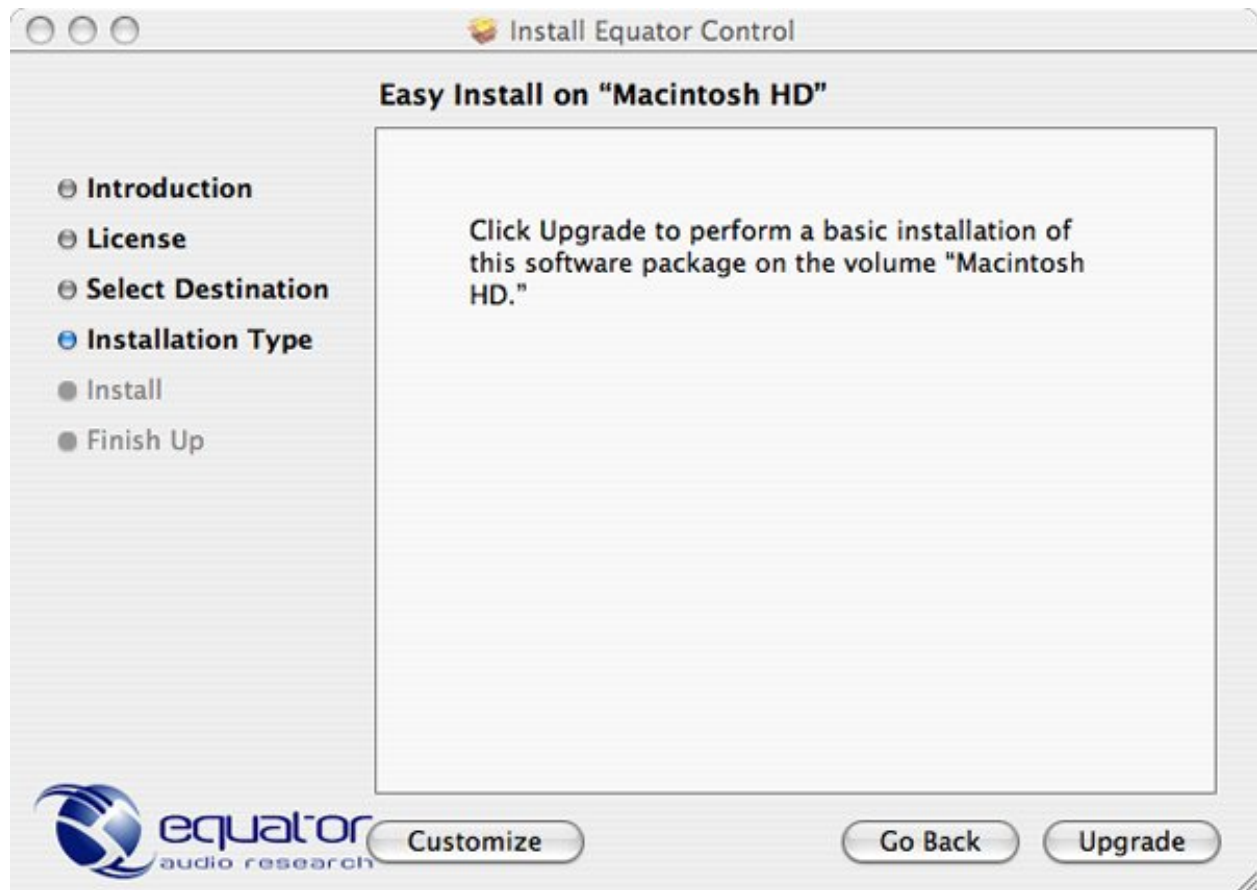 Install Equator Control
Easy Install on “Macintosh HD”
Introduction
License
Select Destination
Installation Type
Install
Finish Up
Click Upgrade to perform a basic installation of
this software package on the volume “Macintosh
HD.”
equator
audio research
Customize
Go Back
Upgrade